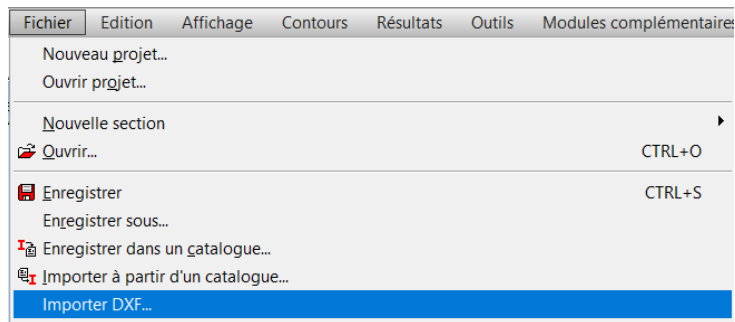 Fichier Edition Affichage Contours Résultats Outils Modules complémentaires
Nouveau projet...
Ouvrir projet...
Nouvelle section
Ouvrir... CTRL+O
Enregistrer CTRL+S
Enregistrer sous...
Enregistrer dans un catalogue...
Importer à partir d'un catalogue...
Importer DXF...